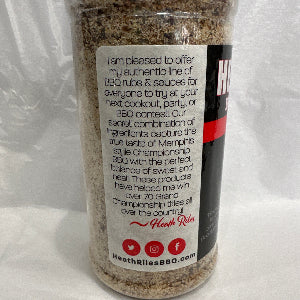 I am pleased to offer
my authentic line of
BBQ rubs & sauces for
everyone to try at your
next cookout, party, or
BBQ contest! Our
secret combination of
ingredients capture the
true taste of Memphis
style Championship
BBQ with the perfect
balance of sweet and
heat. These products
have helped me win
over 70 Grand
championship titles all
over the country!
~Heath Riles
HeathRilesBBQ.com
H